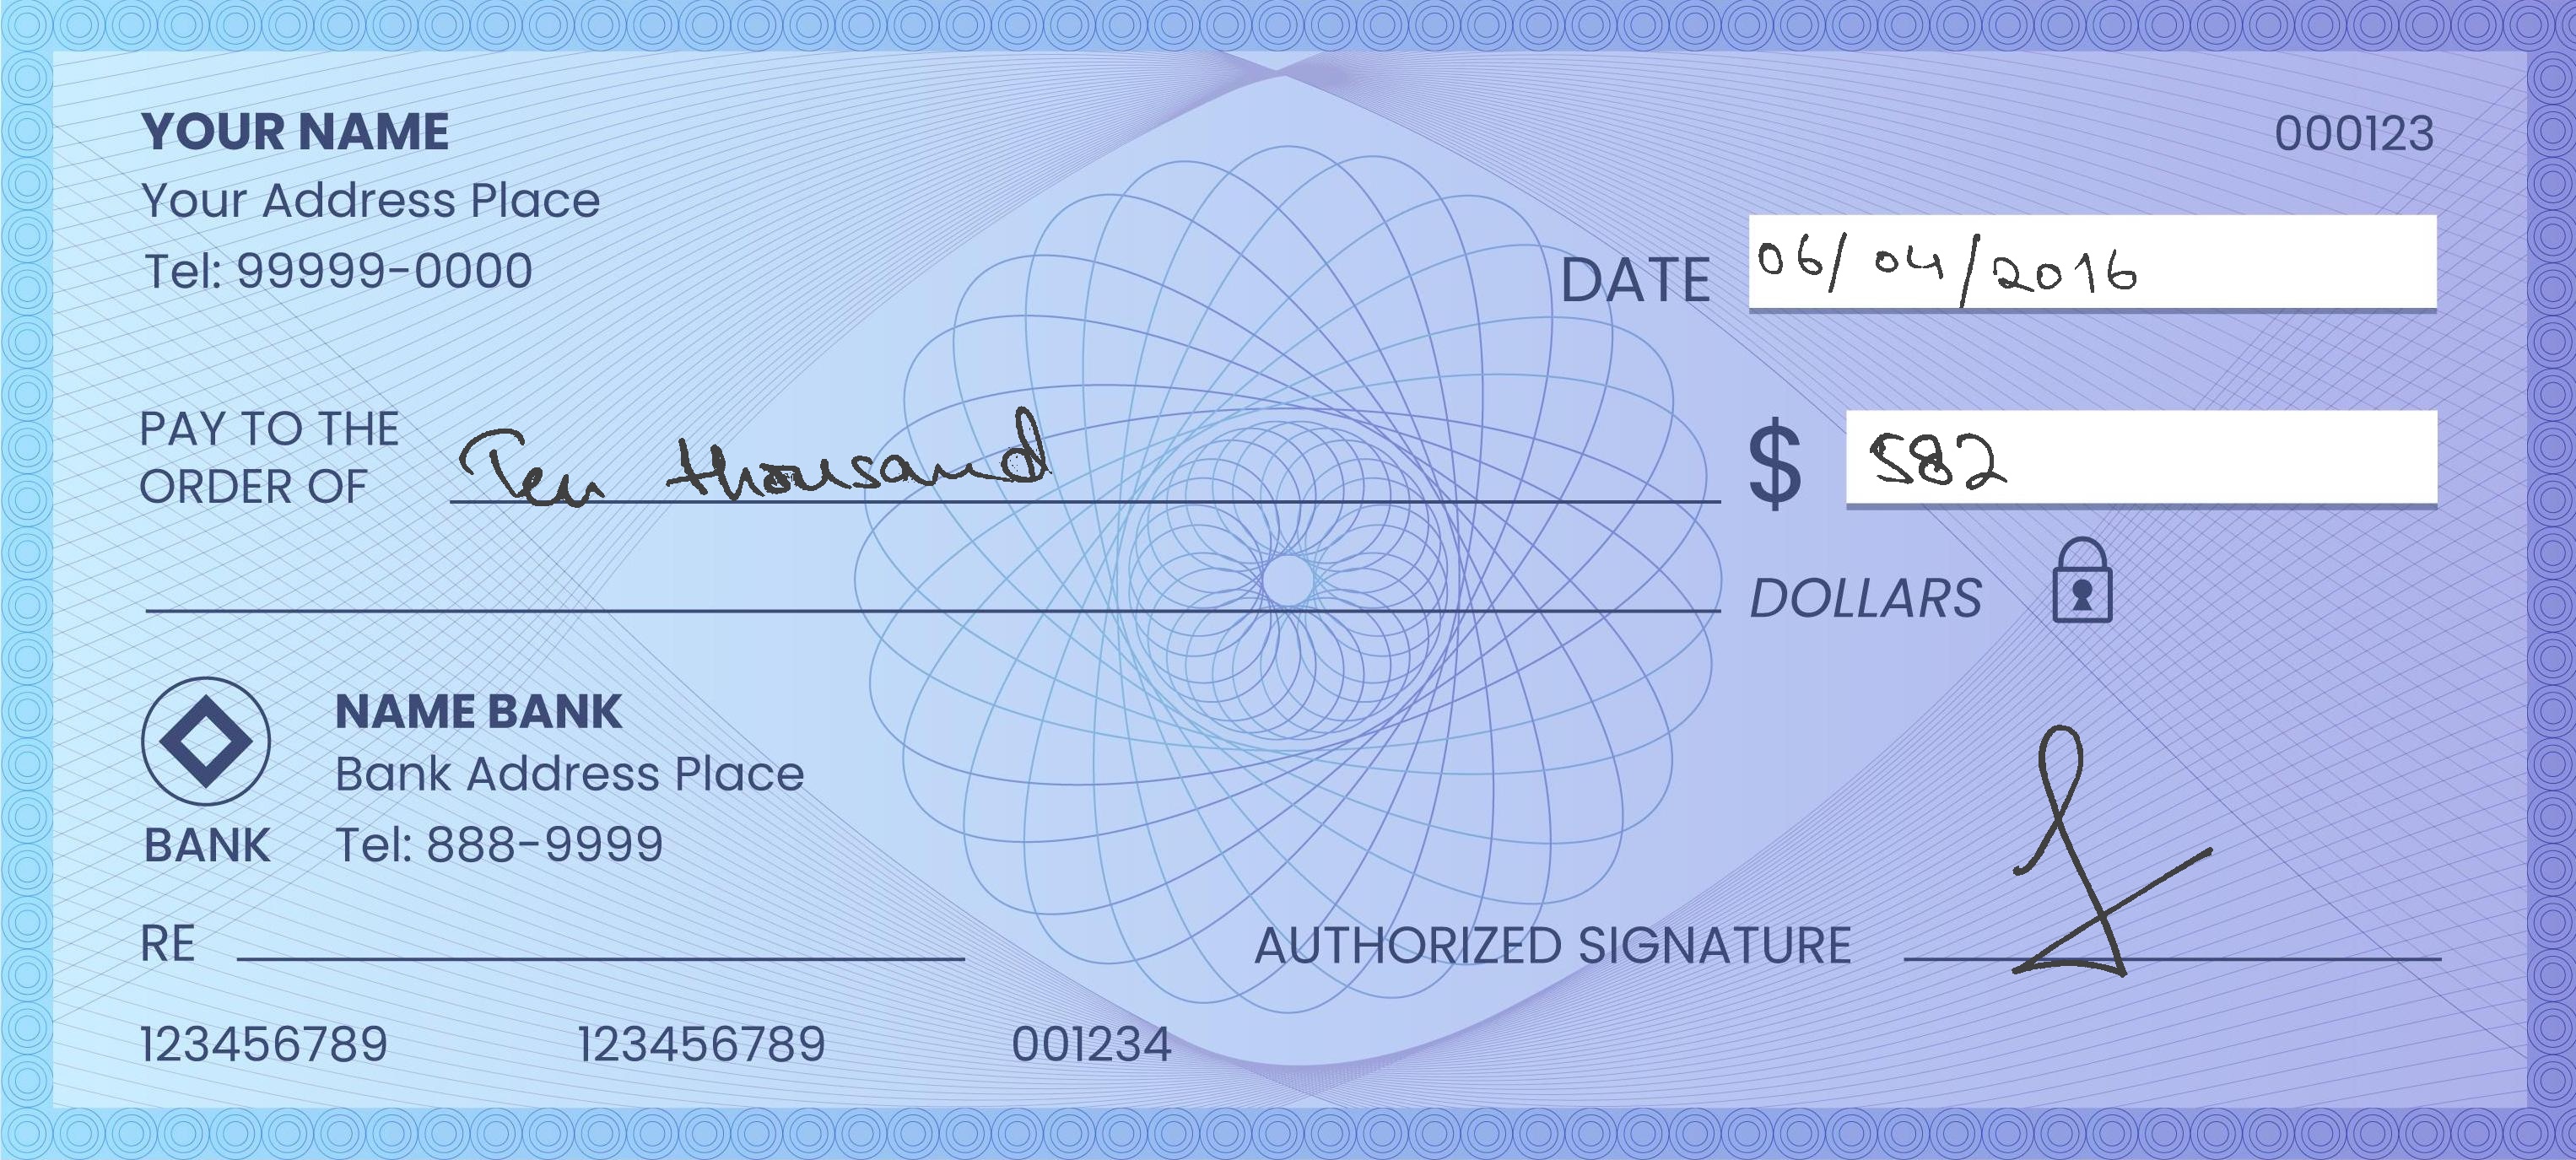 YOUR NAME
000123
Your Address Place
Tel: 99999-0000
DATE 06/04/2016
PAY TO THE
ORDER OF Ten thousand $ 582
DOLLARS
NAME BANK
Bank Address Place
BANK Tel: 888-9999
RE AUTHORIZED SIGNATURE
123456789 123456789 001234